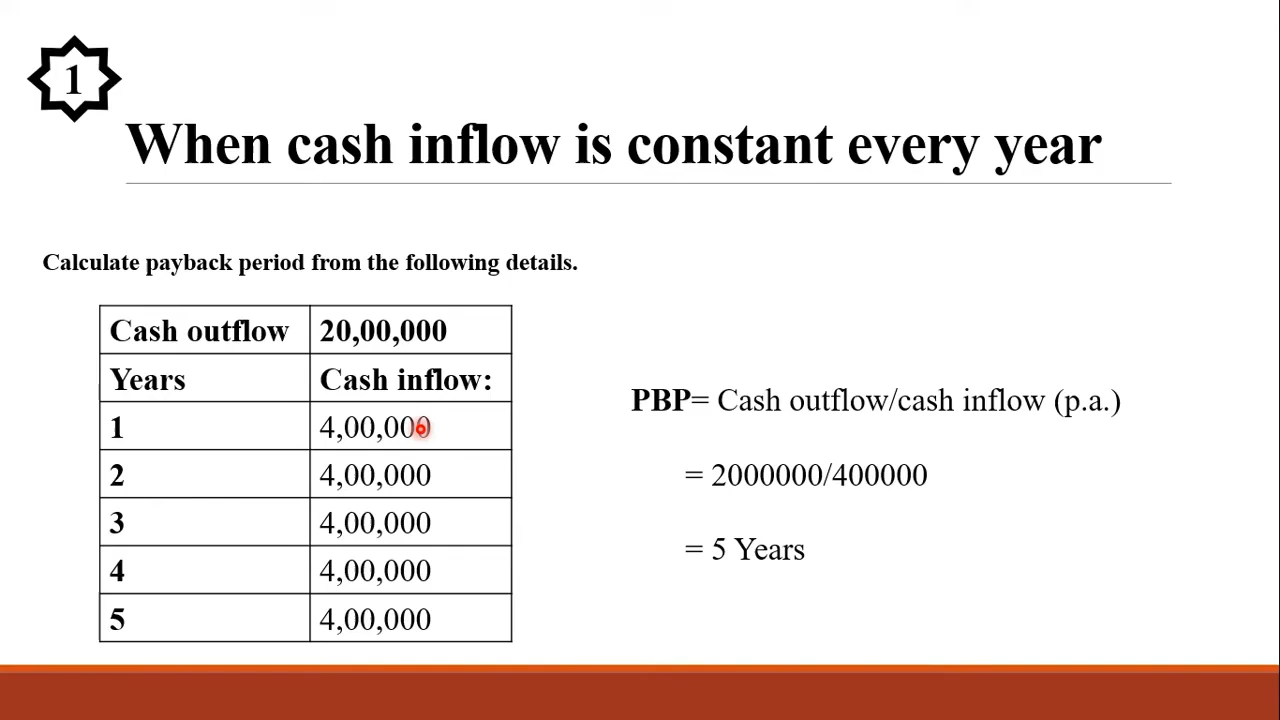 1
When cash inflow is constant every year
Calculate payback period from the following details.
Cash outflow 20,00,000
Years Cash inflow:
1 4,00,000
2 4,00,000
3 4,00,000
4 4,00,000
5 4,00,000
PBP= Cash outflow/cash inflow (p.a.)
= 2000000/400000
= 5 Years